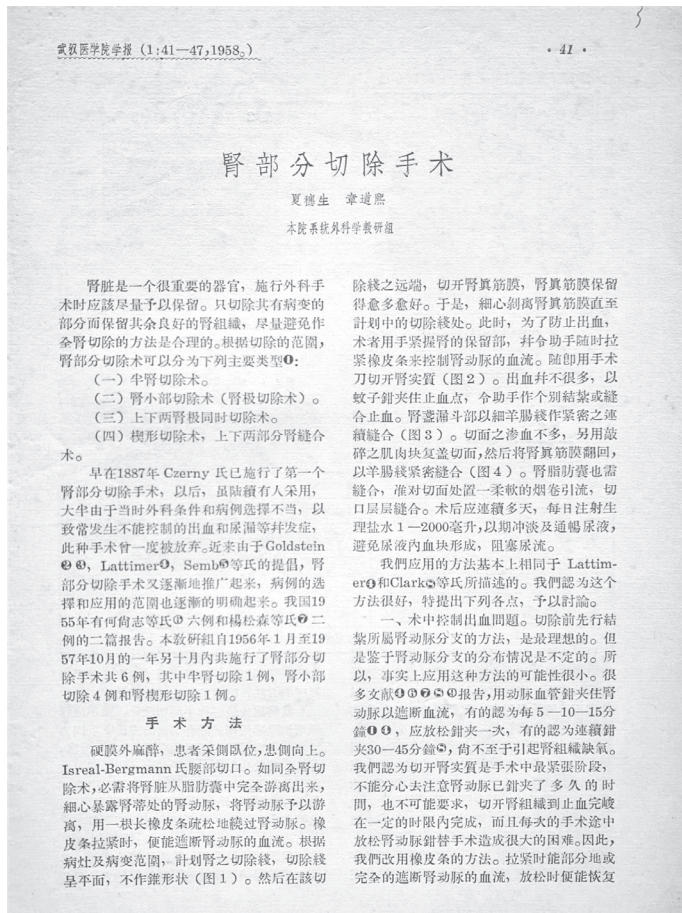 武汉医学院学报 (1:41—47,1958。)
· 41 ·
腎部分切除手术
夏穗生 章道熙
本院系統外科学教研組
腎脏是一个很重要的器官，施行外科手
术时应該尽量予以保留。只切除其有病变的
部分而保留其余良好的腎組織，尽量避免作
全腎切除的方法是合理的。根据切除的范圍，
腎部分切除术可以分为下列主要类型❶:
（一）半腎切除术。
（二）腎小部切除术（腎极切除术）。
（三）上下两腎极同时切除术。
（四）楔形切除术，上下两部分腎縫合
术。
早在1887年 Czerny 氏已施行了第一个
腎部分切除手术，以后，虽陆續有人采用，
大半由于当时外科条件和病例选擇不当，以
致常发生不能控制的出血和尿漏等幷发症，
此种手术曾一度被放弃。近来由于Goldstein
❷❸, Lattimer❹, Semb❺等氏的提倡，腎
部分切除手术又逐漸地推广起来，病例的选
擇和应用的范圍也逐漸的明确起来。我国19
55年有何尙志等氏❻六例和楊松森等氏❼二
例的二篇报告。本教研組自1956年1月至19
57年10月的一年另十月內共施行了腎部分切
除手术共6例，其中半腎切除1例，腎小部
切除4例和腎楔形切除1例。
手术方法
硬膜外麻醉，患者采側臥位，患側向上。
Isreal-Bergmann 氏腰部切口。如同全腎切
除术，必需将腎脏从脂肪囊中完全游离出来，
細心暴露腎蒂处的腎动脉，将腎动脉予以游
离，用一根长橡皮条疏松地繞过腎动脉。橡
皮条拉紧时，便能遮断腎动脉的血流。根据
病灶及病变范圍，計划腎之切除綫，切除綫
呈平面，不作錐形状（图1）。然后在該切
除綫之远端，切开腎眞筋膜，腎眞筋膜保留
得愈多愈好。于是，細心剝离腎眞筋膜直至
計划中的切除綫处。此时，为了防止出血，
术者用手紧握腎的保留部，幷令助手随时拉
紧橡皮条来控制腎动脉的血流。随卽用手术
刀切开腎实質（图2）。出血幷不很多，以
蚊子鉗夹住止血点，令助手作个别結紮或縫
合止血。腎盞漏斗部以細羊腸綫作紧密之連
續縫合（图3）。切面之渗血不多，另用敲
碎之肌肉块复盖切面，然后将腎眞筋膜翻回，
以羊腸綫紧密縫合（图4）。腎脂肪囊也需
縫合，准对切面处置一柔軟的烟卷引流，切
口层层縫合。术后应連續多天，每日注射生
理盐水1—2000毫升，以期冲淡及通暢尿液，
避免尿液內血块形成，阻塞尿流。
我們应用的方法基本上相同于 Lattim-
er❹和Clark❽等氏所描述的。我們認为这个
方法很好，特提出下列各点，予以討論。
一、术中控制出血問題。切除前先行結
紮所屬腎动脉分支的方法，是最理想的。但
是鉴于腎动脉分支的分布情况是不定的。所
以，事实上应用这种方法的可能性很小。很
多文献❹❻❼❽❾报告，用动脉血管鉗夹住腎
动脉以遮断血流，有的認为每5—10—15分
鐘❶❹，应放松鉗夹一次，有的認为連續鉗
夹30—45分鐘❽，尙不至于引起腎組織缺氧。
我們認为切开腎实質是手术中最紧張阶段，
不能分心去注意腎动脉已鉗夹了多久的时
間，也不可能要求，切开腎組織到止血完峻
在一定的时限內完成，而且每次的手术途中
放松腎动脉鉗替手术造成很大的困难。因此，
我們改用橡皮条的方法。拉紧时能部分地或
完全的遮断腎动脉的血流，放松时便能恢复